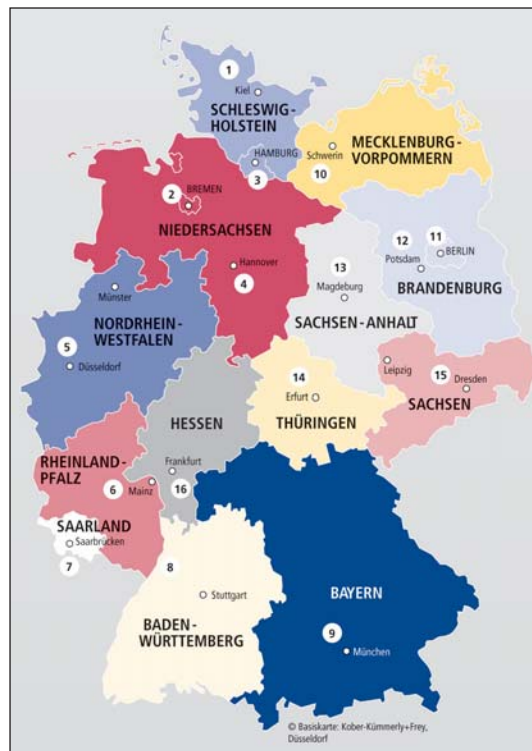 1
Kiel
SCHLESWIG-
HOLSTEIN
HAMBURG
3
MECKLENBURG-
VORPOMMERN
Schwerin
10
2
BREMEN
NIEDERSACHSEN
Hannover
4
12
11
Potsdam
BERLIN
BRANDENBURG
13
Magdeburg
SACHSEN-ANHALT
Münster
NORDRHEIN-
WESTFALEN
5
Düsseldorf
14
Erfurt
THÜRINGEN
Leipzig
15
Dresden
SACHSEN
HESSEN
Frankfurt
16
RHEINLAND-
PFALZ
6
Mainz
SAARLAND
Saarbrücken
7
8
Stuttgart
BADEN-
WÜRTTEMBERG
BAYERN
9
München
© Basiskarte: Kober-Kümmerly+Frey,
Düsseldorf